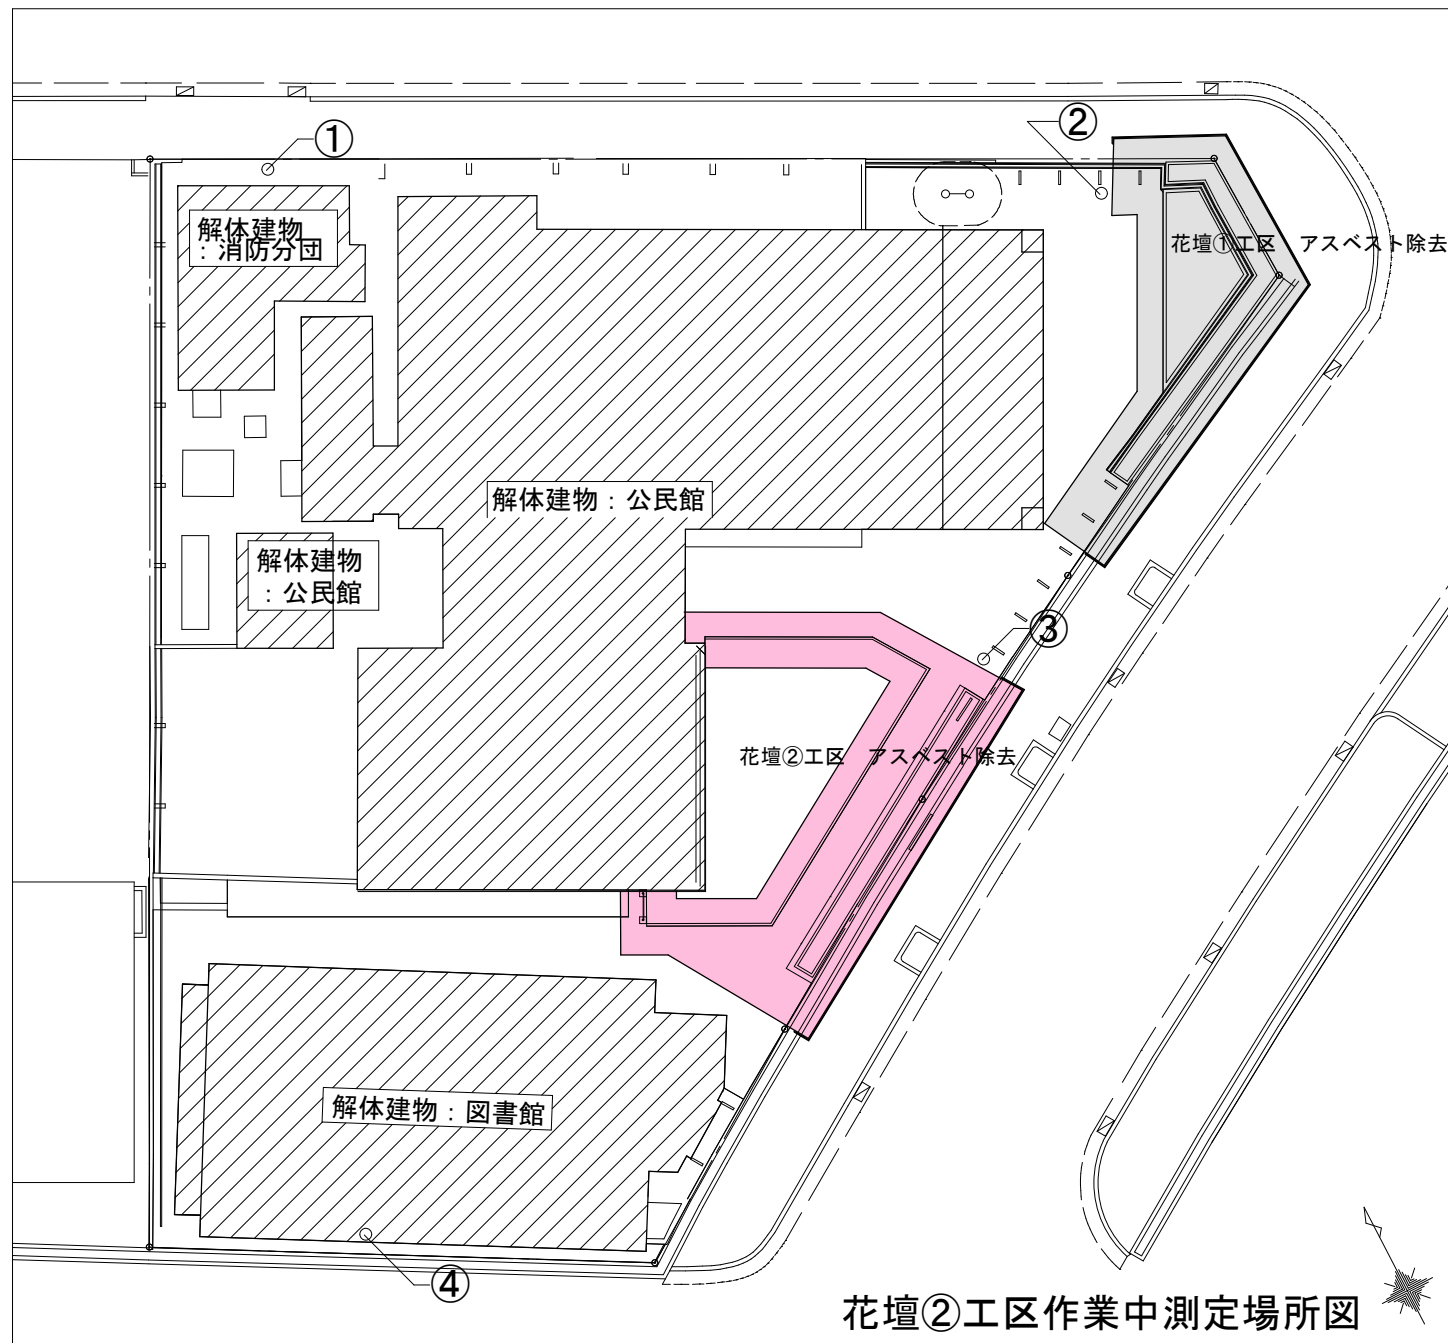 ①
②
解体建物
：消防分団
花壇①工区　アスベスト除去
解体建物：公民館
解体建物
：公民館
③
花壇②工区　アスベスト除去
解体建物：図書館
④
花壇②工区作業中測定場所図